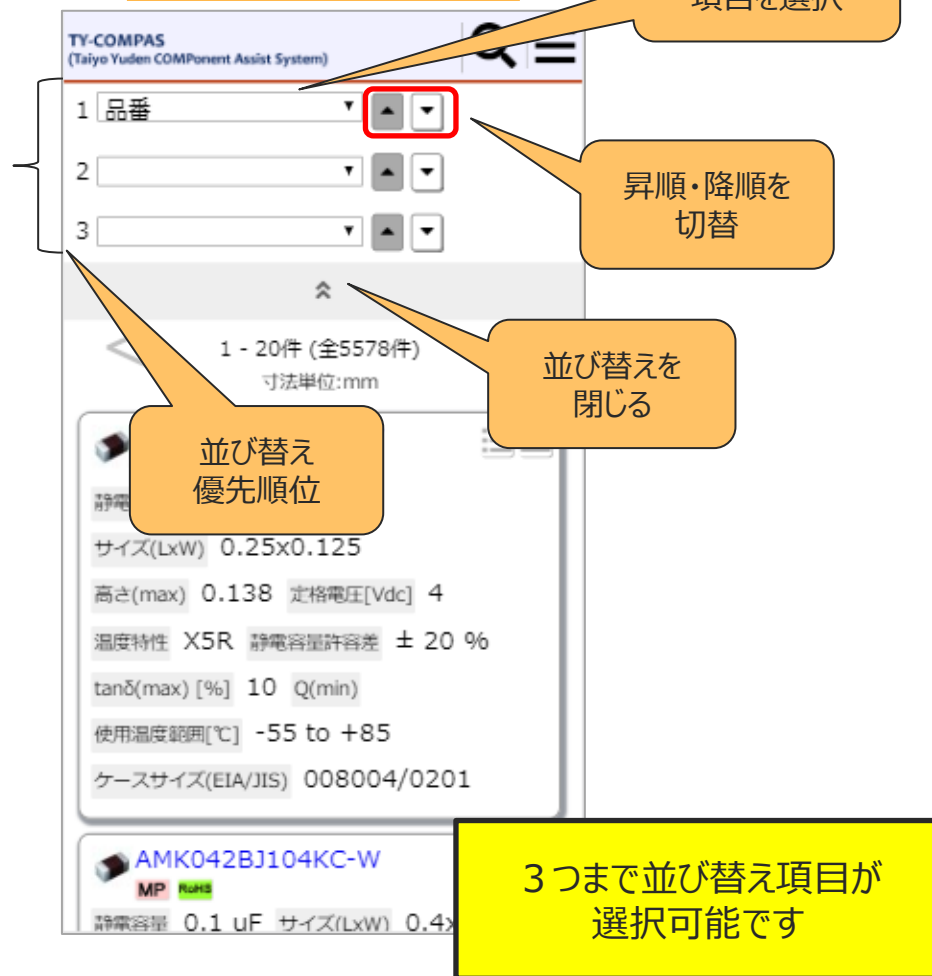 項目を選択
TY-COMPAS
(Taiyo Yuden COMPonent Assist System)
1 品番
2
3
昇順・降順を
切替
1 - 20件 (全5578件)
寸法単位:mm
並び替えを
閉じる
並び替え
優先順位
静電
サイズ(LxW) 0.25x0.125
高さ(max) 0.138 定格電圧[Vdc] 4
温度特性 X5R 静電容量許容差 ± 20 %
tanδ(max) [%] 10 Q(min)
使用温度範囲[℃] -55 to +85
ケースサイズ(EIA/JIS) 008004/0201
AMK042BJ104KC-W
MP RoHS
静電容量 0.1 uF サイズ(LxW) 0.4x
3つまで並び替え項目が
選択可能です